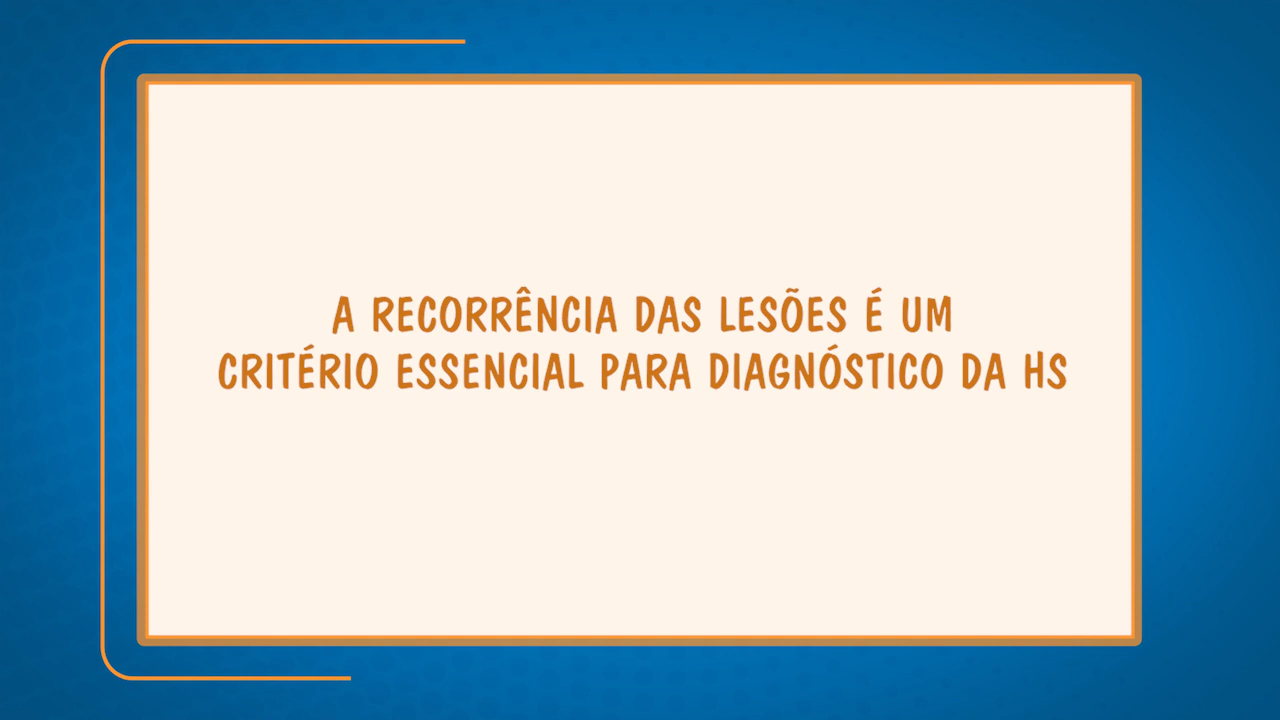 A RECORRÊNCIA DAS LESÕES É UM
CRITÉRIO ESSENCIAL PARA DIAGNÓSTICO DA HS